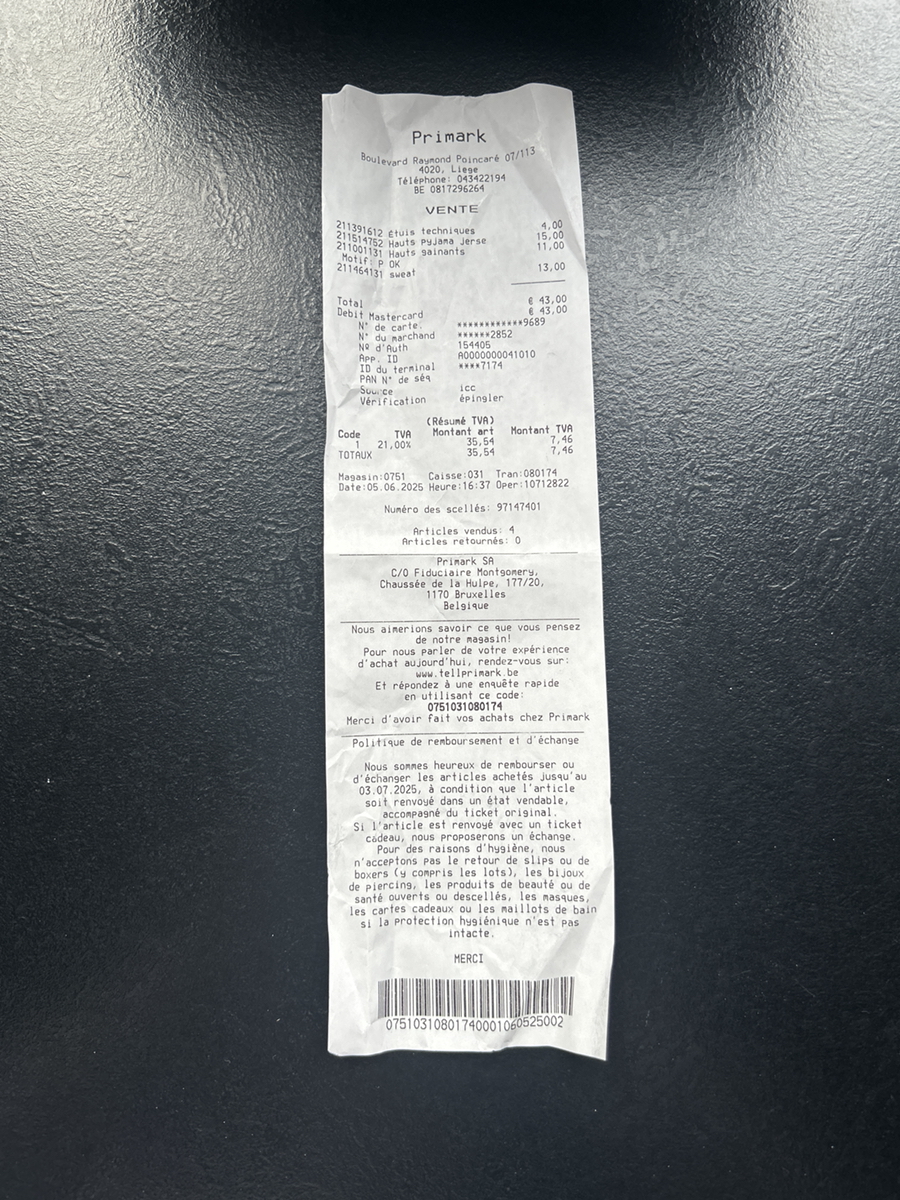 Primark
Boulevard Raymond Poincaré 07/113
4020, Liege
Téléphone: 043422194
BE 0817296264
VENTE
211391612 Étuis techniques 4,00
211514752 Hauts pyjama jerse 15,00
211001131 Hauts gainants 11,00
Motif: P OK
211464131 sweat 13,00
Total € 43,00
Debit Mastercard € 43,00
N° de carte: ************9689
N° du marchand ******2852
Nº d'Auth 154405
App. ID A0000000041010
ID du terminal ****7174
PAN N° de séq
Source icc
Vérification épingler
(Résumé TVA)
Code TVA Montant art Montant TVA
1 21,00% 35,54 7,46
TOTAUX 35,54 7,46
Magasin:0751 Caisse:031 Tran:080174
Date:05.06.2025 Heure:16:37 Oper:10712822
Numéro des scellés: 97147401
Articles vendus: 4
Articles retournés: 0
Primark SA
C/O Fiduciaire Montgomery,
Chaussée de la Hulpe, 177/20,
1170 Bruxelles
Belgique
Nous aimerions savoir ce que vous pensez
de notre magasin!
Pour nous parler de votre expérience
d'achat aujourd'hui, rendez-vous sur:
www.tellprimark.be
Et répondez à une enquête rapide
en utilisant ce code:
0751031080174
Merci d'avoir fait vos achats chez Primark
Politique de remboursement et d'échange
Nous sommes heureux de rembourser ou
d'échanger les articles achetés jusqu'au
03.07.2025, à condition que l'article
soit renvoyé dans un état vendable,
accompagné du ticket original.
Si l'article est renvoyé avec un ticket
cadeau, nous proposerons un échange.
Pour des raisons d'hygiène, nous
n'acceptons pas le retour de slips ou de
boxers (y compris les lots), les bijoux
de piercing, les produits de beauté ou de
santé ouverts ou descellés, les masques,
les cartes cadeaux ou les maillots de bain
si la protection hygiénique n'est pas
intacte.
MERCI
07510310801740001060525002